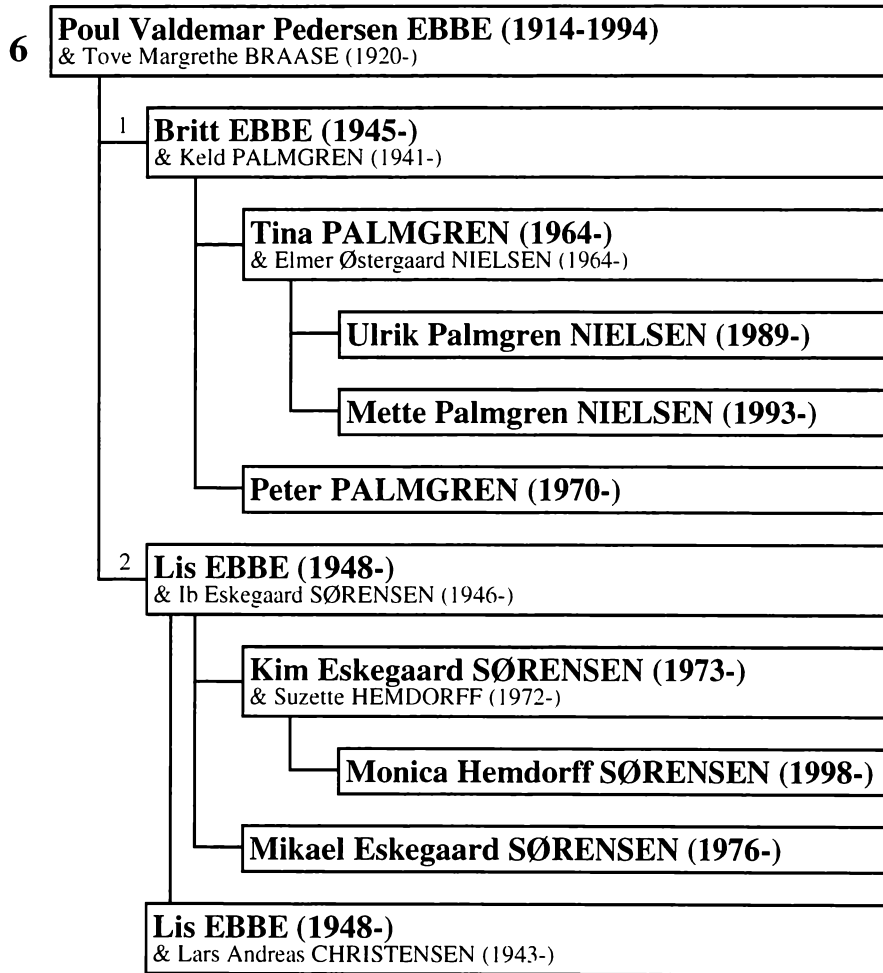 6
Poul Valdemar Pedersen EBBE (1914-1994)
& Tove Margrethe BRAASE (1920-)
1
Britt EBBE (1945-)
& Keld PALMGREN (1941-)
Tina PALMGREN (1964-)
& Elmer Østergaard NIELSEN (1964-)
Ulrik Palmgren NIELSEN (1989-)
Mette Palmgren NIELSEN (1993-)
Peter PALMGREN (1970-)
2
Lis EBBE (1948-)
& Ib Eskegaard SØRENSEN (1946-)
Kim Eskegaard SØRENSEN (1973-)
& Suzette HEMDORFF (1972-)
Monica Hemdorff SØRENSEN (1998-)
Mikael Eskegaard SØRENSEN (1976-)
Lis EBBE (1948-)
& Lars Andreas CHRISTENSEN (1943-)